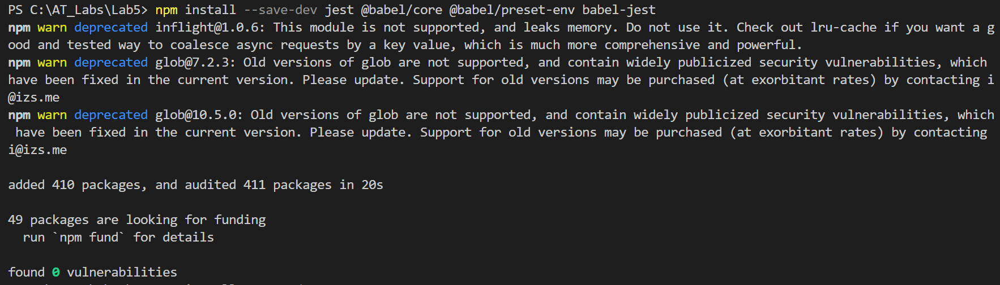 PS C:\AT_Labs\Lab5> npm install --save-dev jest @babel/core @babel/preset-env babel-jest
npm warn deprecated inflight@1.0.6: This module is not supported, and leaks memory. Do not use it. Check out lru-cache if you want a g
ood and tested way to coalesce async requests by a key value, which is much more comprehensive and powerful.
npm warn deprecated glob@7.2.3: Old versions of glob are not supported, and contain widely publicized security vulnerabilities, which
have been fixed in the current version. Please update. Support for old versions may be purchased (at exorbitant rates) by contacting i
@izs.me
npm warn deprecated glob@10.5.0: Old versions of glob are not supported, and contain widely publicized security vulnerabilities, which
 have been fixed in the current version. Please update. Support for old versions may be purchased (at exorbitant rates) by contacting
i@izs.me
added 410 packages, and audited 411 packages in 20s
49 packages are looking for funding
  run `npm fund` for details
found 0 vulnerabilities